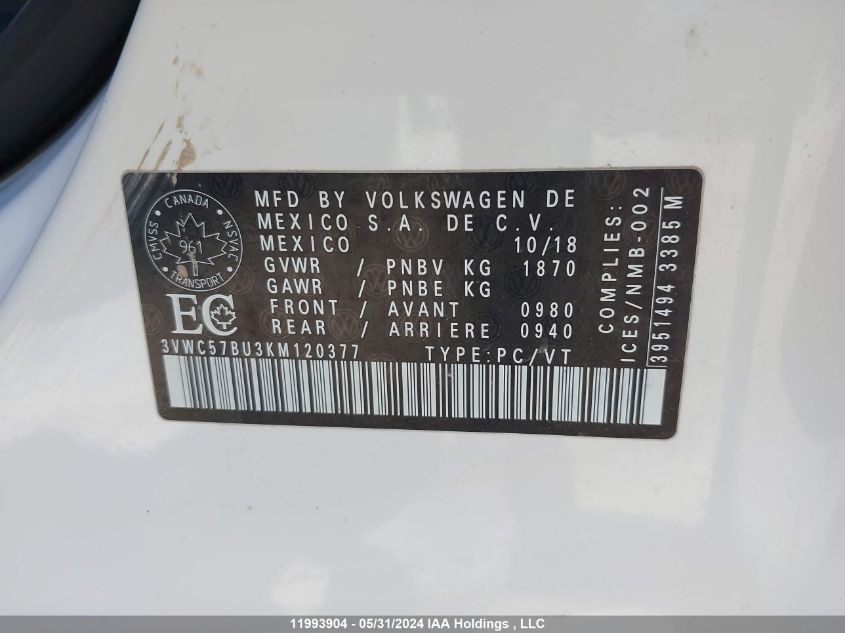 MFD BY VOLKSWAGEN DE
MEXICO S.A. DE C.V.
MEXICO 10/18
GVWR / PNBV KG 1870
GAWR / PNBE KG
FRONT / AVANT 0980
REAR / ARRIERE 0940
3VWC57BU3KM120377 TYPE:PC/VT
CANADA
CMVSS NSVAC
961
TRANSPORT
EC
COMPLIES:
ICES/NMB-002
3951494 3385 M
11993904 - 05/31/2024 IAA Holdings , LLC